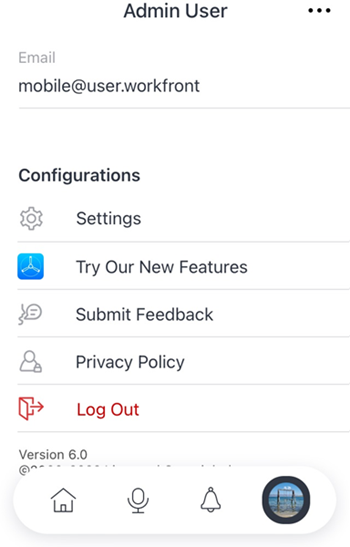 Admin User
Email
mobile@user.workfront
Configurations
Settings
Try Our New Features
Submit Feedback
Privacy Policy
Log Out
Version 6.0